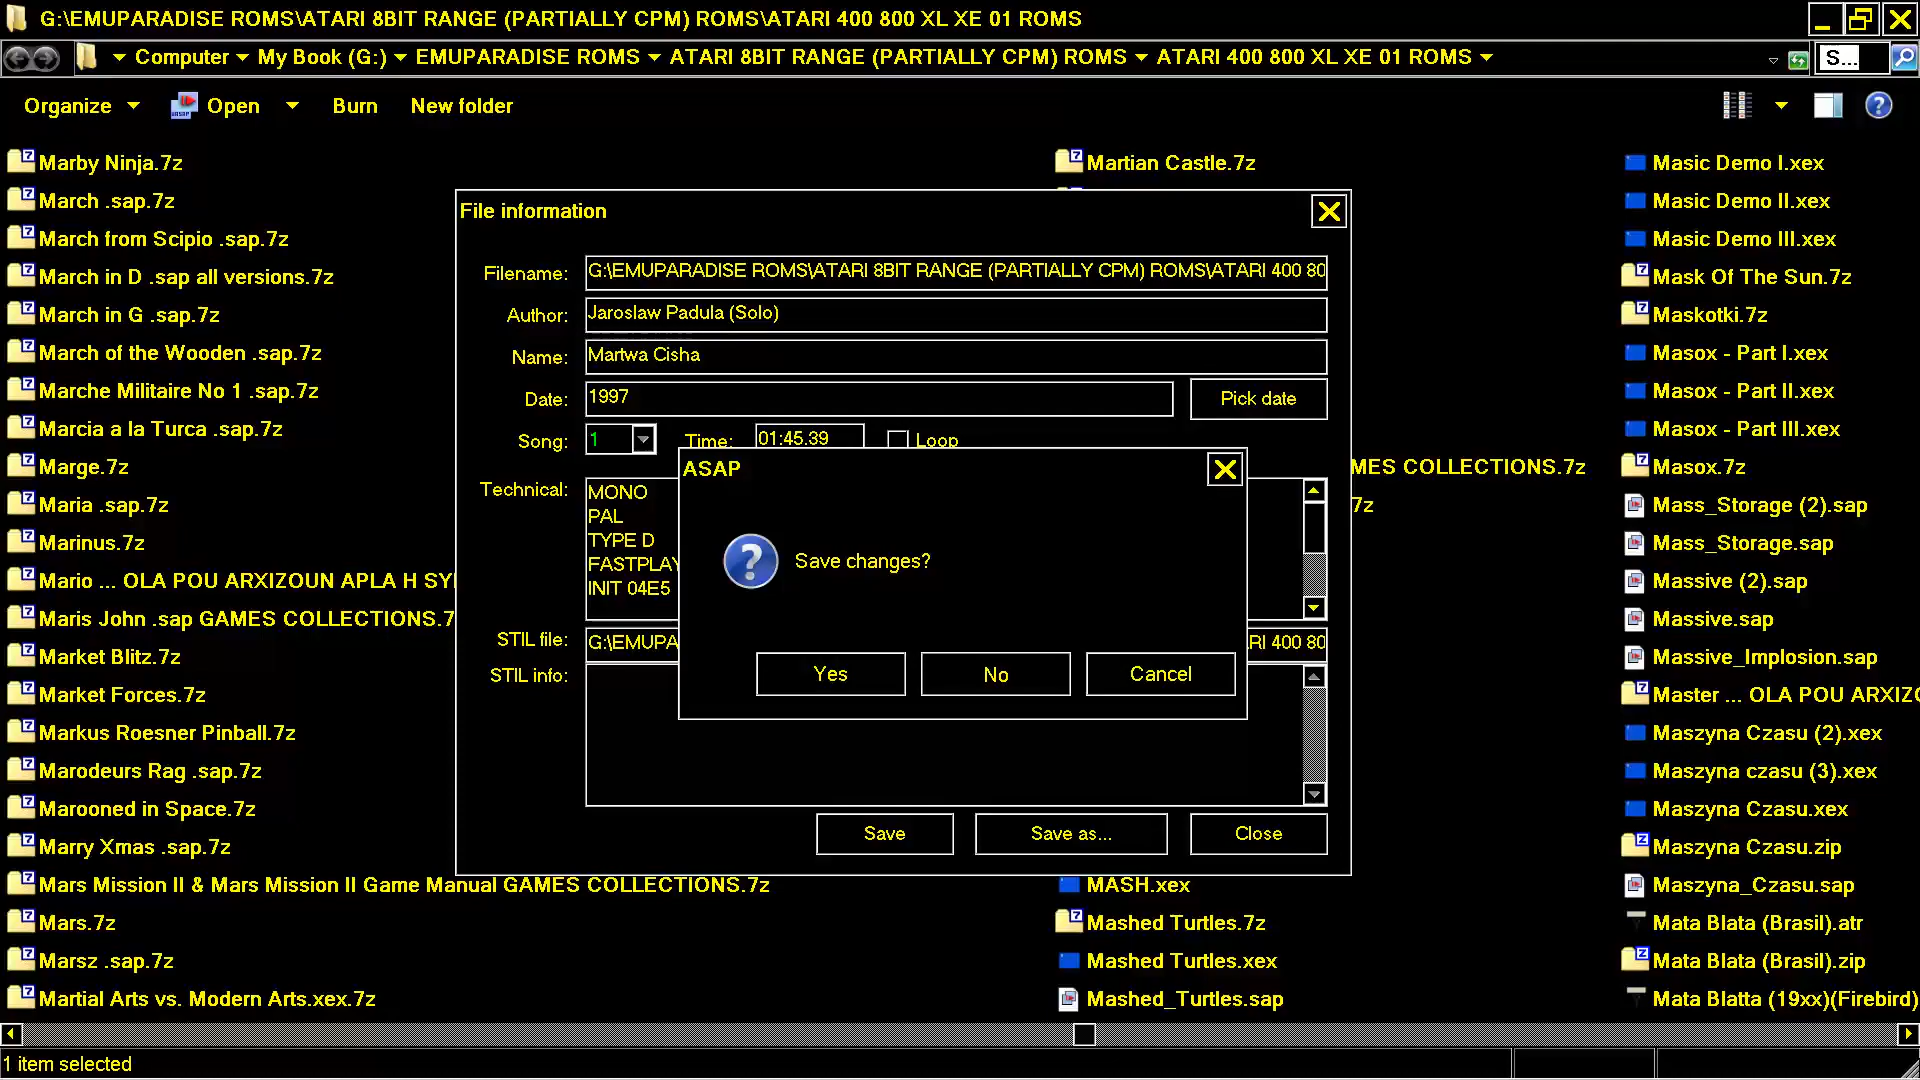 G:\EMUPARADISE ROMS\ATARI 8BIT RANGE (PARTIALLY CPM) ROMS\ATARI 400 800 XL XE 01 ROMS
Computer My Book (G:) EMUPARADISE ROMS ATARI 8BIT RANGE (PARTIALLY CPM) ROMS ATARI 400 800 XL XE 01 ROMS S...
Organize Open Burn New folder
Marby Ninja.7z
March .sap.7z
March from Scipio .sap.7z
March in D .sap all versions.7z
March in G .sap.7z
March of the Wooden .sap.7z
Marche Militaire No 1 .sap.7z
Marcia a la Turca .sap.7z
Marge.7z
Maria .sap.7z
Marinus.7z
Mario ... OLA POU ARXIZOUN APLA H SY
Maris John .sap GAMES COLLECTIONS.7
Market Blitz.7z
Market Forces.7z
Markus Roesner Pinball.7z
Marodeurs Rag .sap.7z
Marooned in Space.7z
Marry Xmas .sap.7z
Mars Mission II & Mars Mission II Game Manual GAMES COLLECTIONS.7z
Mars.7z
Marsz .sap.7z
Martial Arts vs. Modern Arts.xex.7z
Martian Castle.7z
MES COLLECTIONS.7z
7z
MASH.xex
Mashed Turtles.7z
Mashed Turtles.xex
Mashed_Turtles.sap
Masic Demo I.xex
Masic Demo II.xex
Masic Demo III.xex
Mask Of The Sun.7z
Maskotki.7z
Masox - Part I.xex
Masox - Part II.xex
Masox - Part III.xex
Masox.7z
Mass_Storage (2).sap
Mass_Storage.sap
Massive (2).sap
Massive.sap
Massive_Implosion.sap
Master ... OLA POU ARXIZO
Maszyna Czasu (2).xex
Maszyna czasu (3).xex
Maszyna Czasu.xex
Maszyna Czasu.zip
Maszyna_Czasu.sap
Mata Blata (Brasil).atr
Mata Blata (Brasil).zip
Mata Blatta (19xx)(Firebird)
File information
Filename: G:\EMUPARADISE ROMS\ATARI 8BIT RANGE (PARTIALLY CPM) ROMS\ATARI 400 80
Author: Jaroslaw Padula (Solo)
Name: Martwa Cisha
Date: 1997 Pick date
Song: 1 Time: 01:45.39 Loop
Technical: MONO
PAL
TYPE D
FASTPLAY
INIT 04E5
STIL file: G:\EMUPA RI 400 80
STIL info:
Save Save as... Close
ASAP
Save changes?
Yes No Cancel
1 item selected